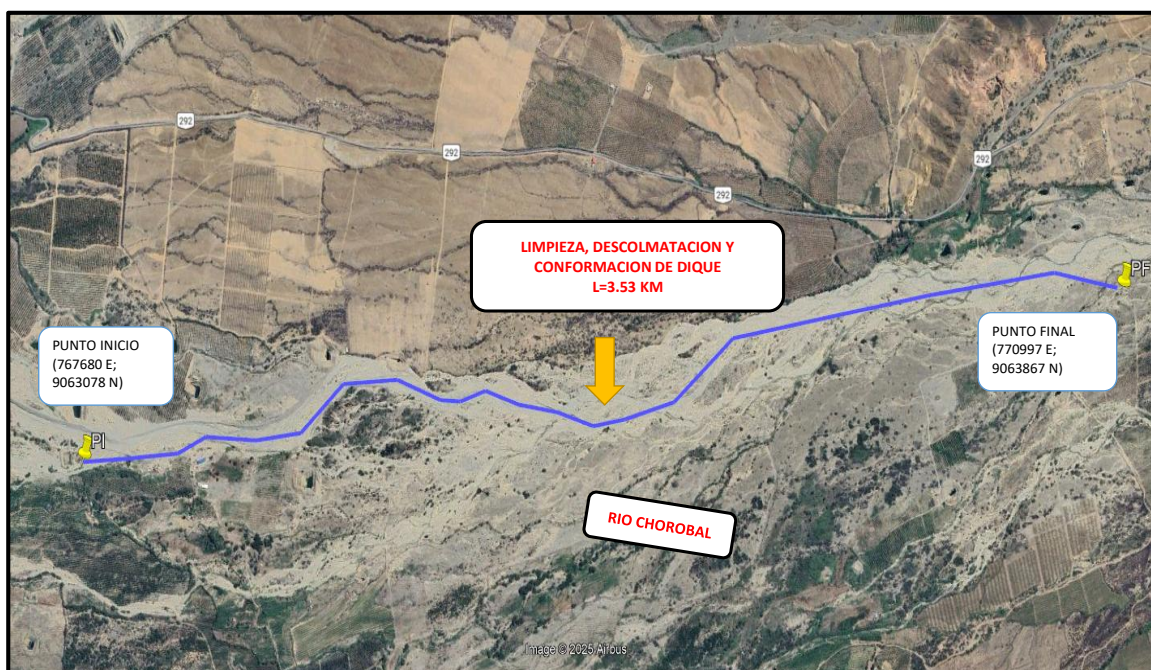 292
292
292
292
LIMPIEZA, DESCOLMATACION Y
CONFORMACION DE DIQUE
L=3.53 KM
PF
PUNTO INICIO
(767680 E;
9063078 N)
PUNTO FINAL
(770997 E;
9063867 N)
PI
RIO CHOROBAL
Image © 2025 Airbus